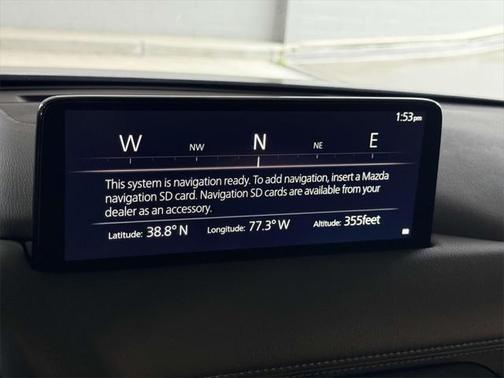 1:53pm
W NW N NE E
This system is navigation ready. To add navigation, insert a Mazda
navigation SD card. Navigation SD cards are available from your
dealer as an accessory.
Latitude: 38.8° N Longitude: 77.3° W Altitude: 355feet